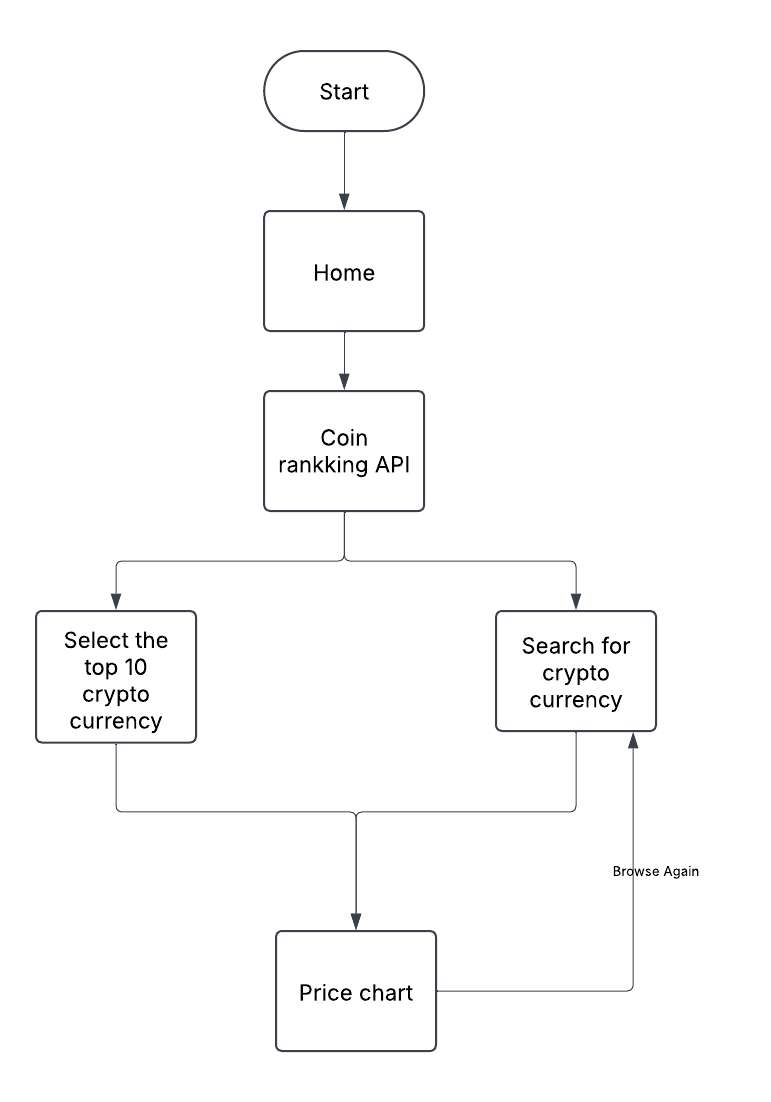 Start
Home
Coin
rankking API
Select the
top 10
crypto
currency
Search for
crypto
currency
Browse Again
Price chart